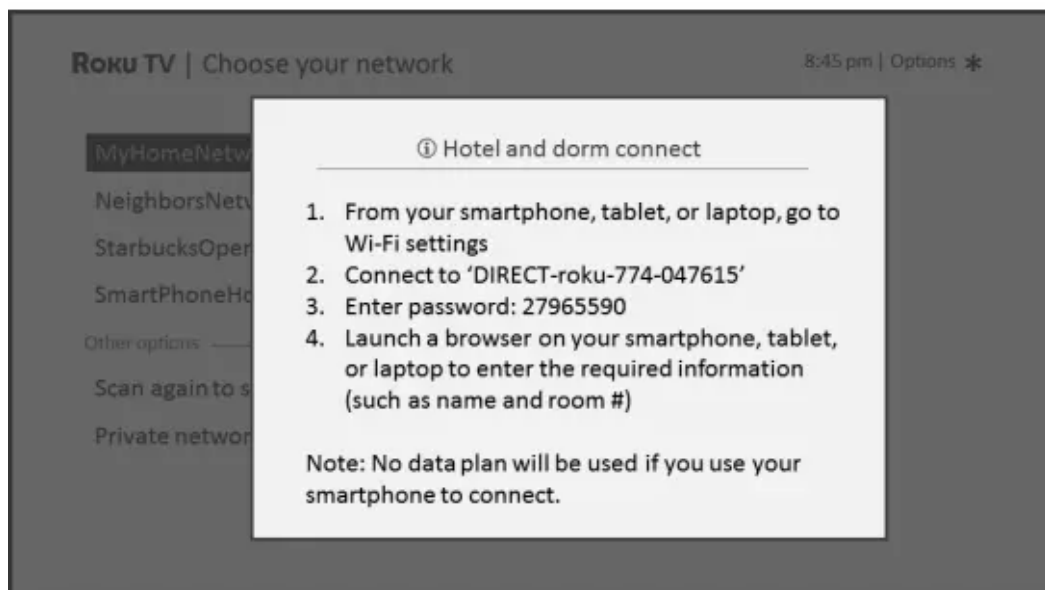 Roku TV | Choose your network
8:45 pm | Options ✱
MyHomeNetw
NeighborsNetw
StarbucksOper
SmartPhoneHo
Other options
Scan again to s
Private networ
ⓘ Hotel and dorm connect
1. From your smartphone, tablet, or laptop, go to
Wi-Fi settings
2. Connect to ‘DIRECT-roku-774-047615’
3. Enter password: 27965590
4. Launch a browser on your smartphone, tablet,
or laptop to enter the required information
(such as name and room #)
Note: No data plan will be used if you use your
smartphone to connect.